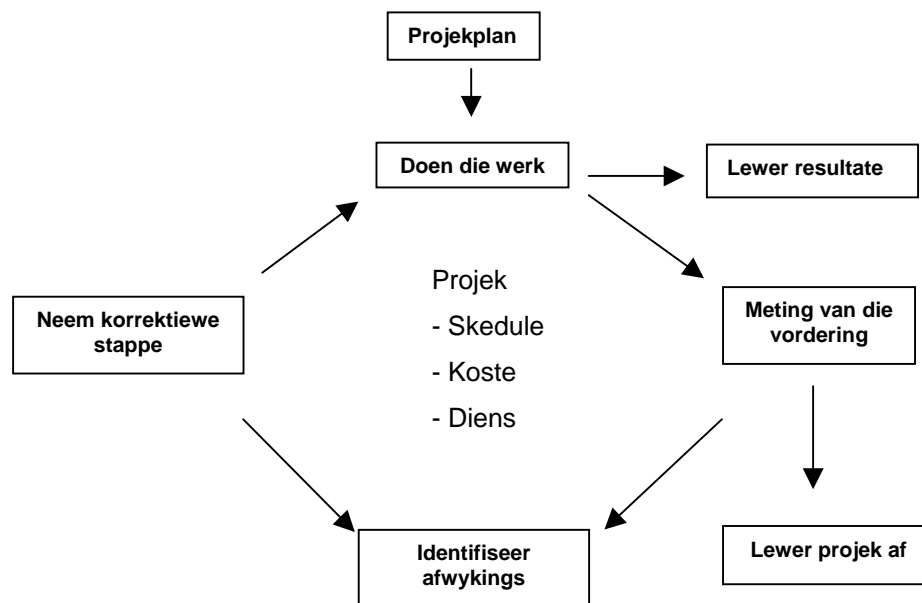 Projekplan
Doen die werk
Lewer resultate
Projek
- Skedule
- Koste
- Diens
Neem korrektiewe
stappe
Meting van die
vordering
Identifiseer
afwykings
Lewer projek af